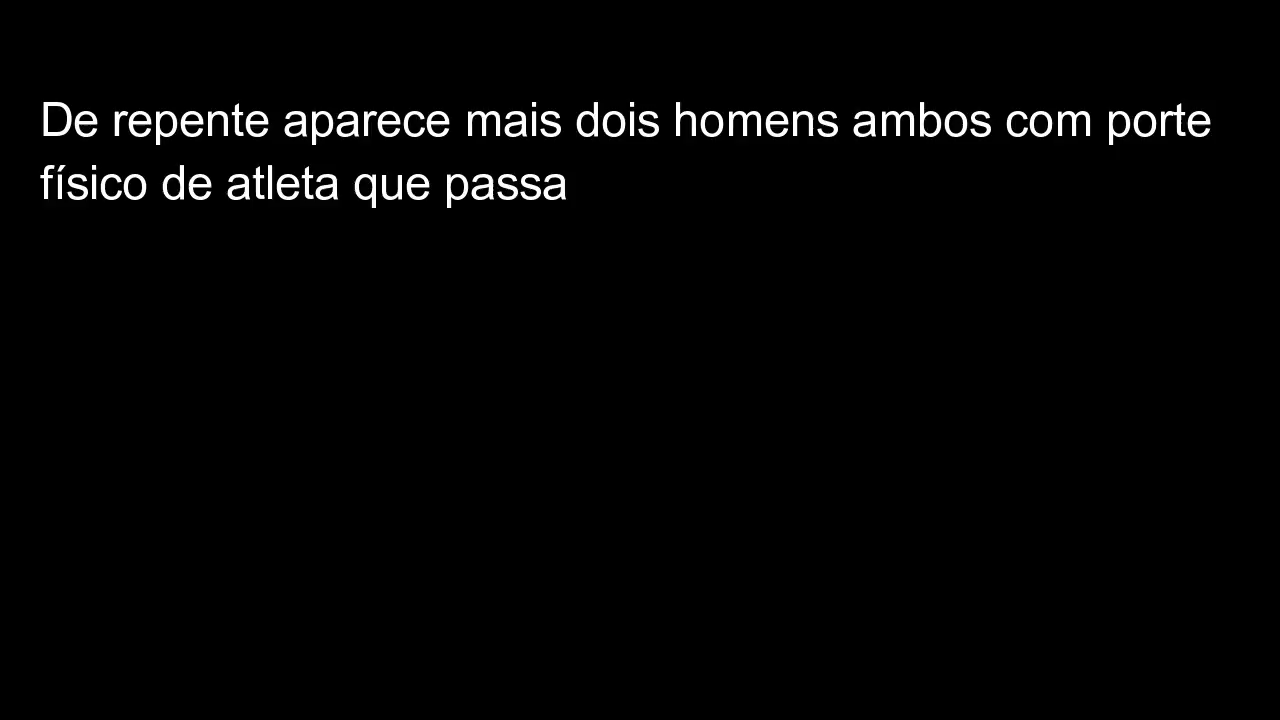 De repente aparece mais dois homens ambos com porte
físico de atleta que passa